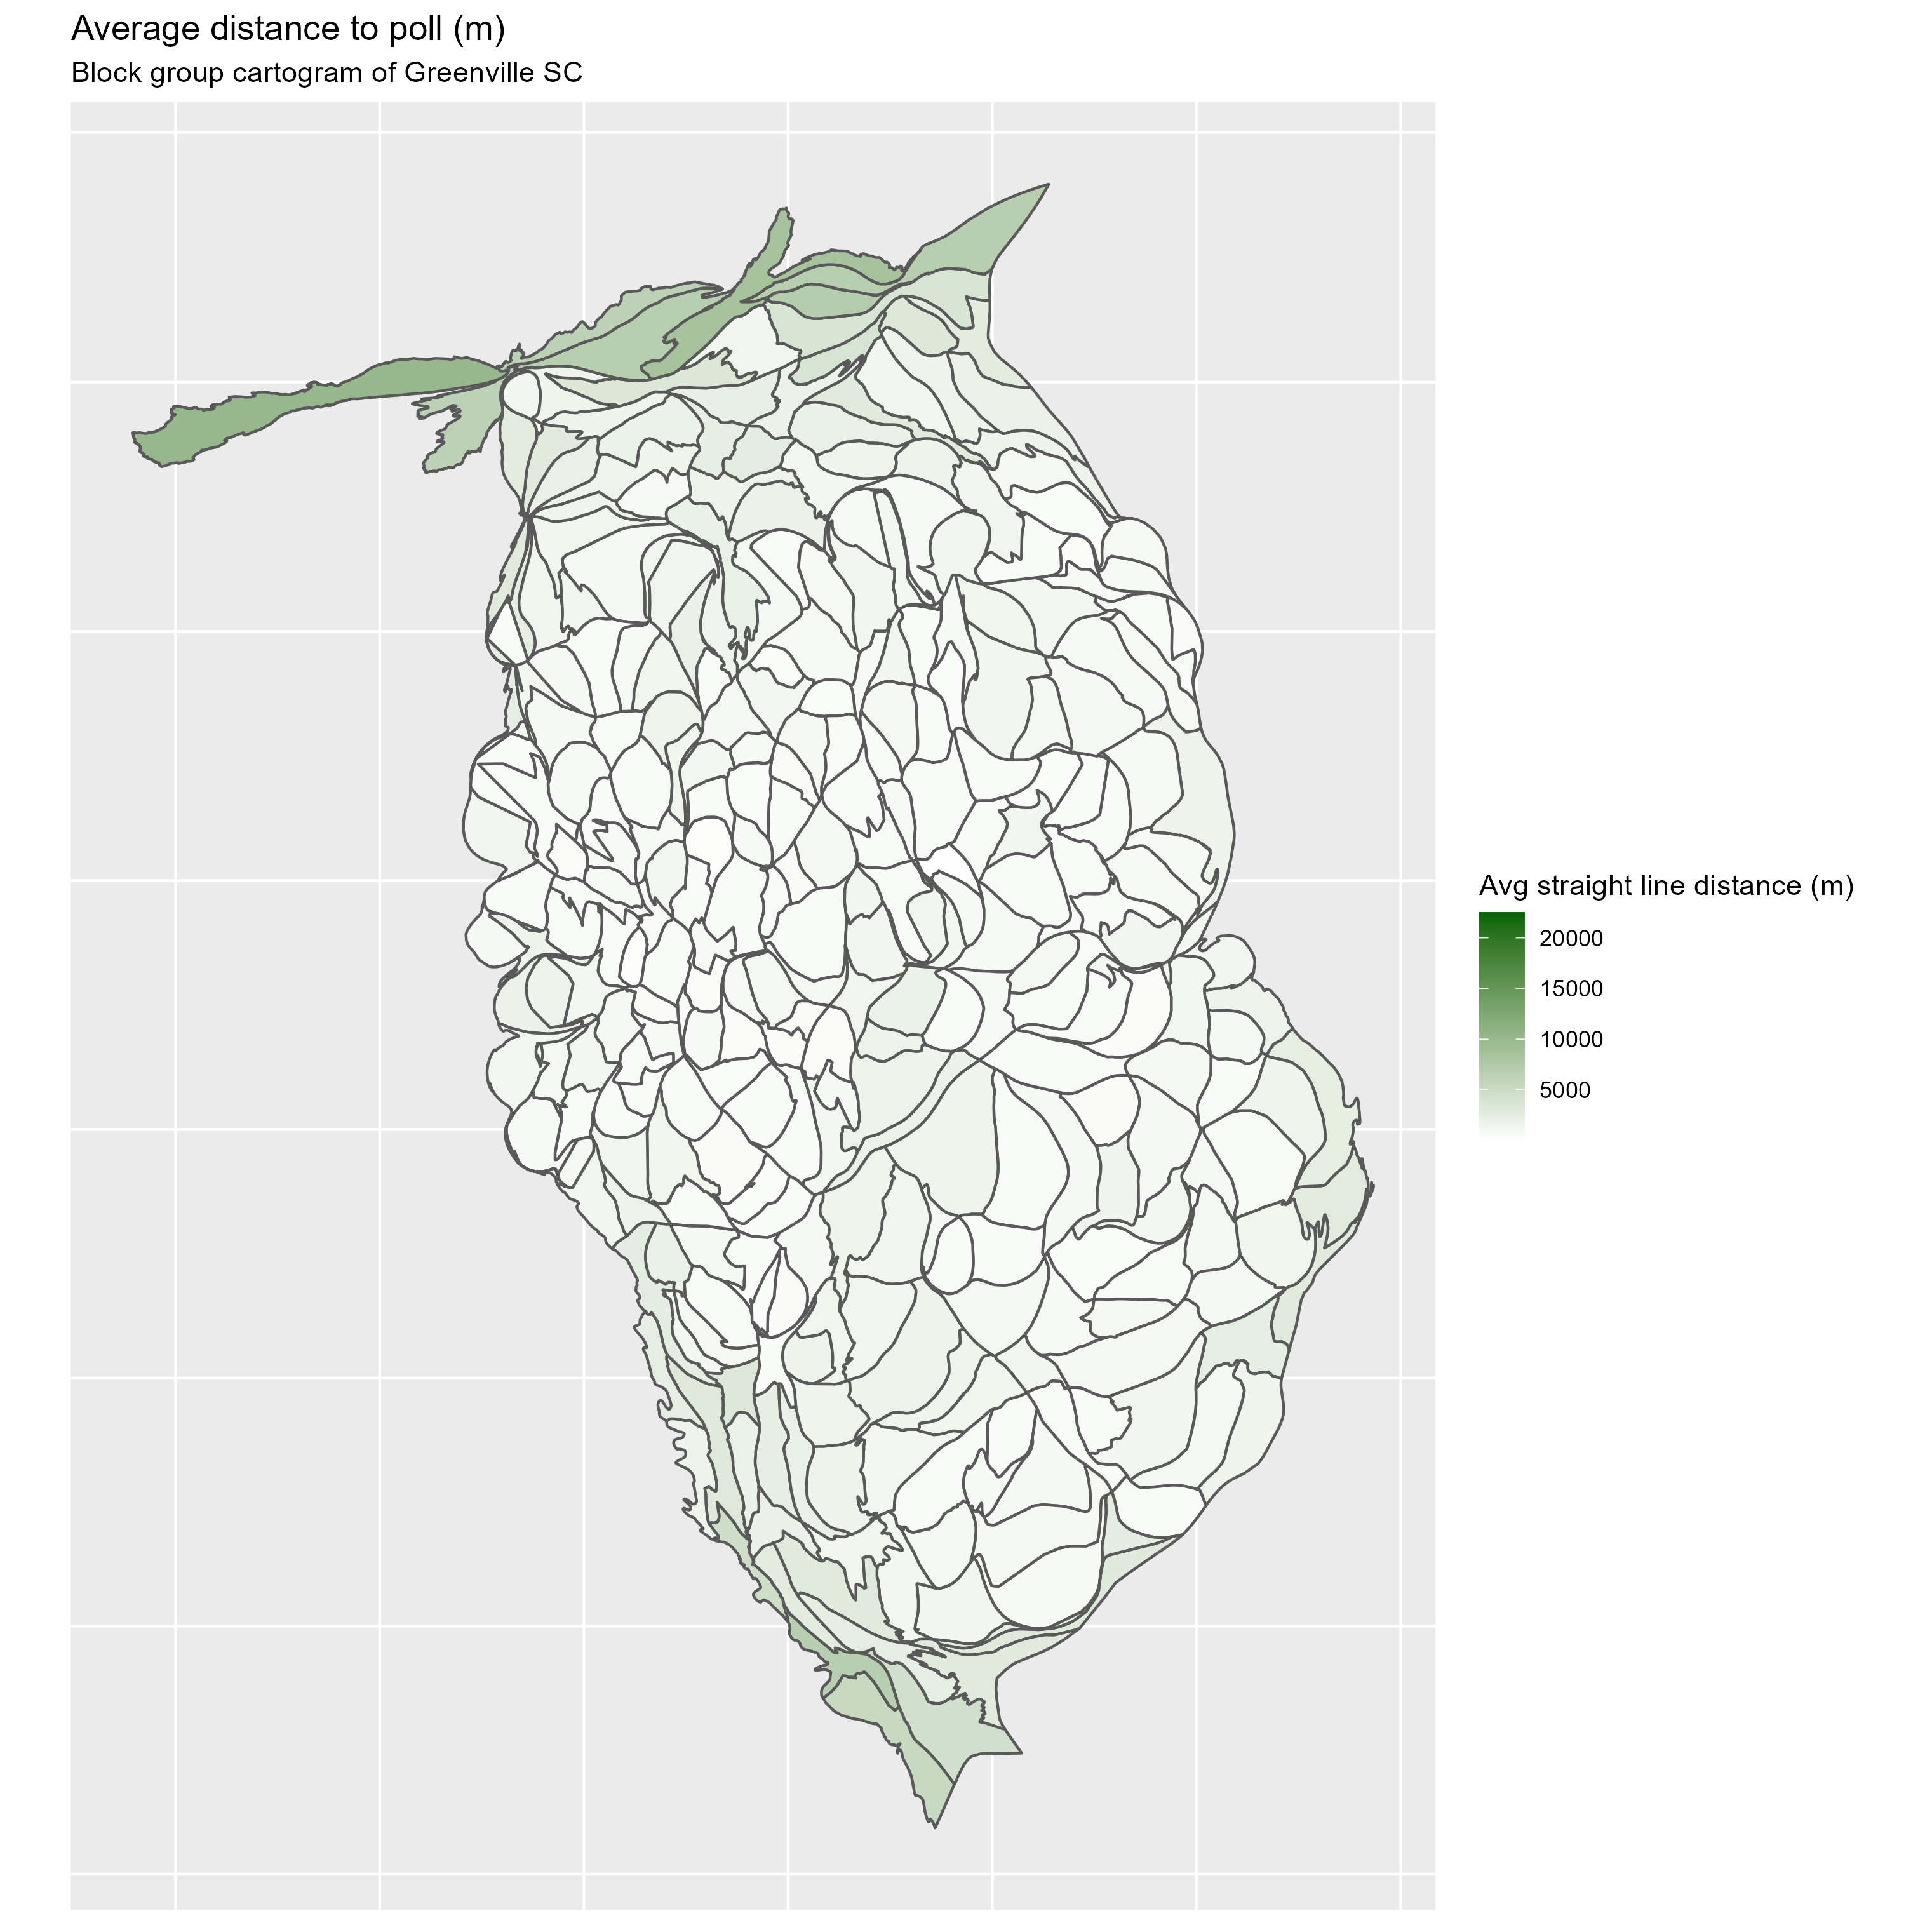 Average distance to poll (m)
Block group cartogram of Greenville SC
Avg straight line distance (m)
20000
15000
10000
5000